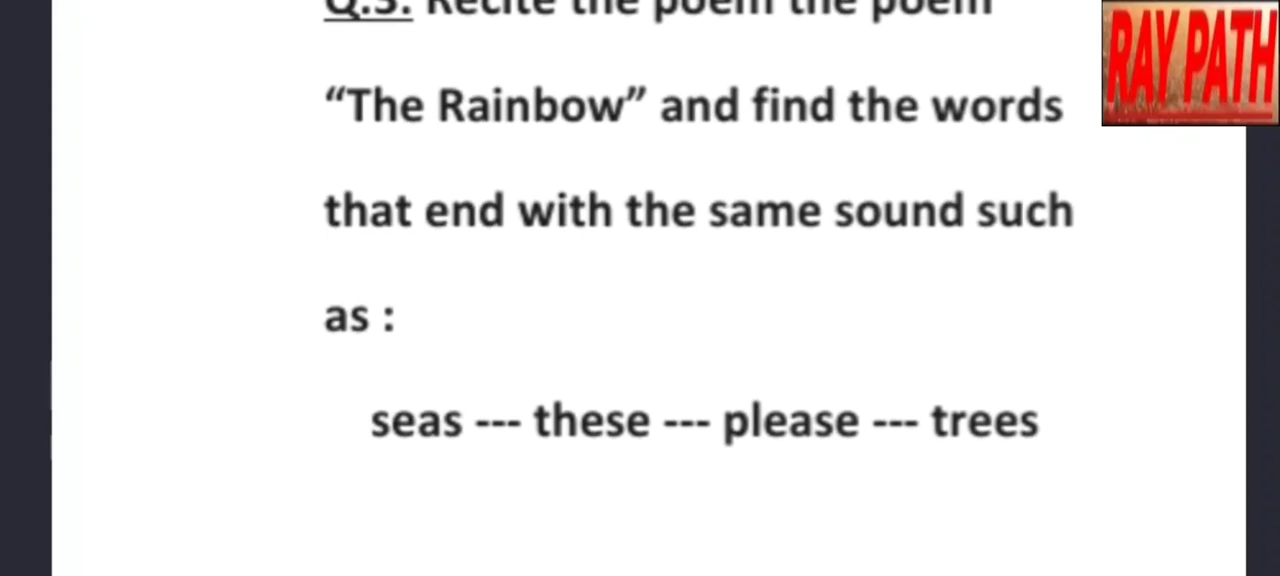 Q.3. Recite the poem the poem
RAY PATH
“The Rainbow” and find the words
that end with the same sound such
as :
seas --- these --- please --- trees